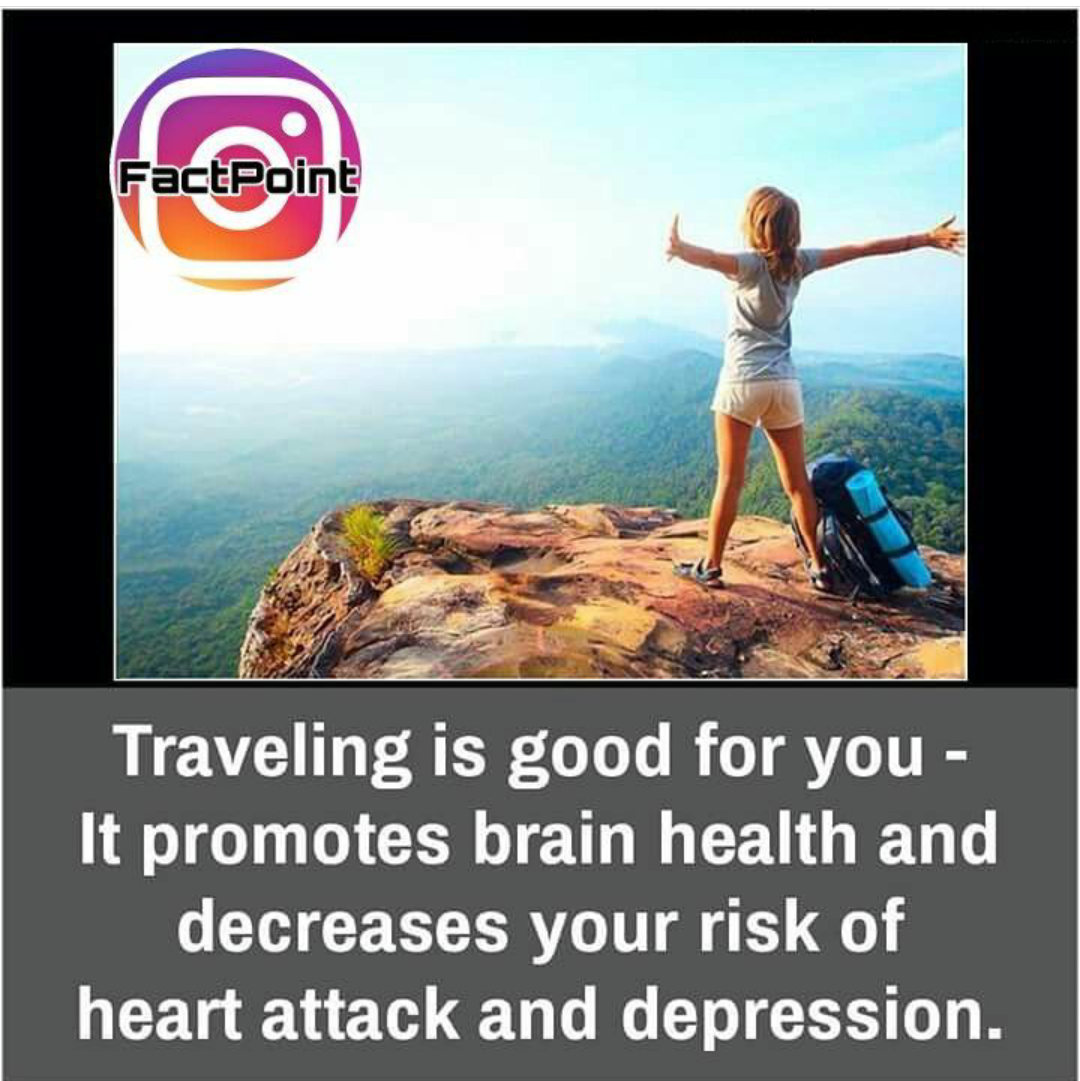 FactPoint
Traveling is good for you -
It promotes brain health and
decreases your risk of
heart attack and depression.